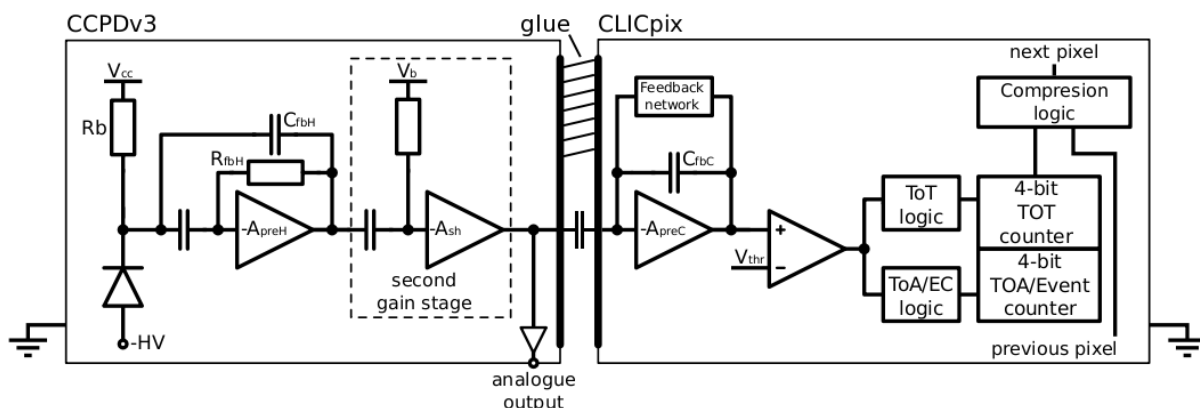 CCPDv3
glue
CLICpix
Vcc
Rb
CfbH
RfbH
-ApreH
-HV
Vb
-Ash
second
gain stage
analogue
output
Feedback
network
CfbC
-ApreC
Vthr
+
−
ToT
logic
ToA/EC
logic
next pixel
Compresion
logic
4-bit
TOT
counter
4-bit
TOA/Event
counter
previous pixel